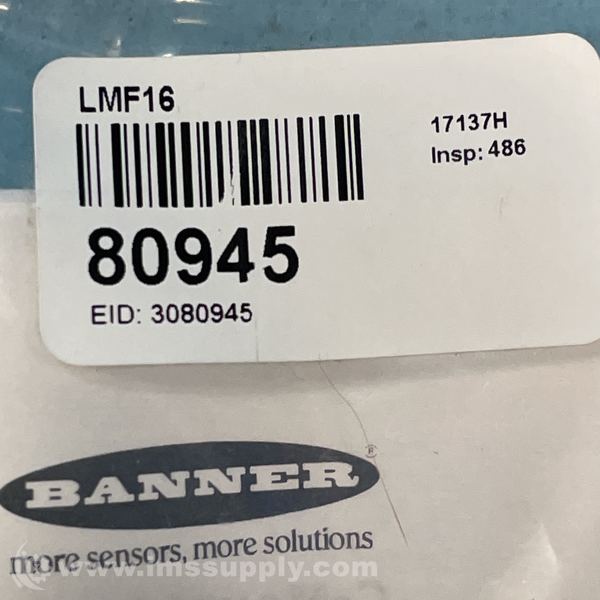 LMF16
17137H
Insp: 486
80945
EID: 3080945
BANNER®
more sensors, more solutions
www.imssupply.com